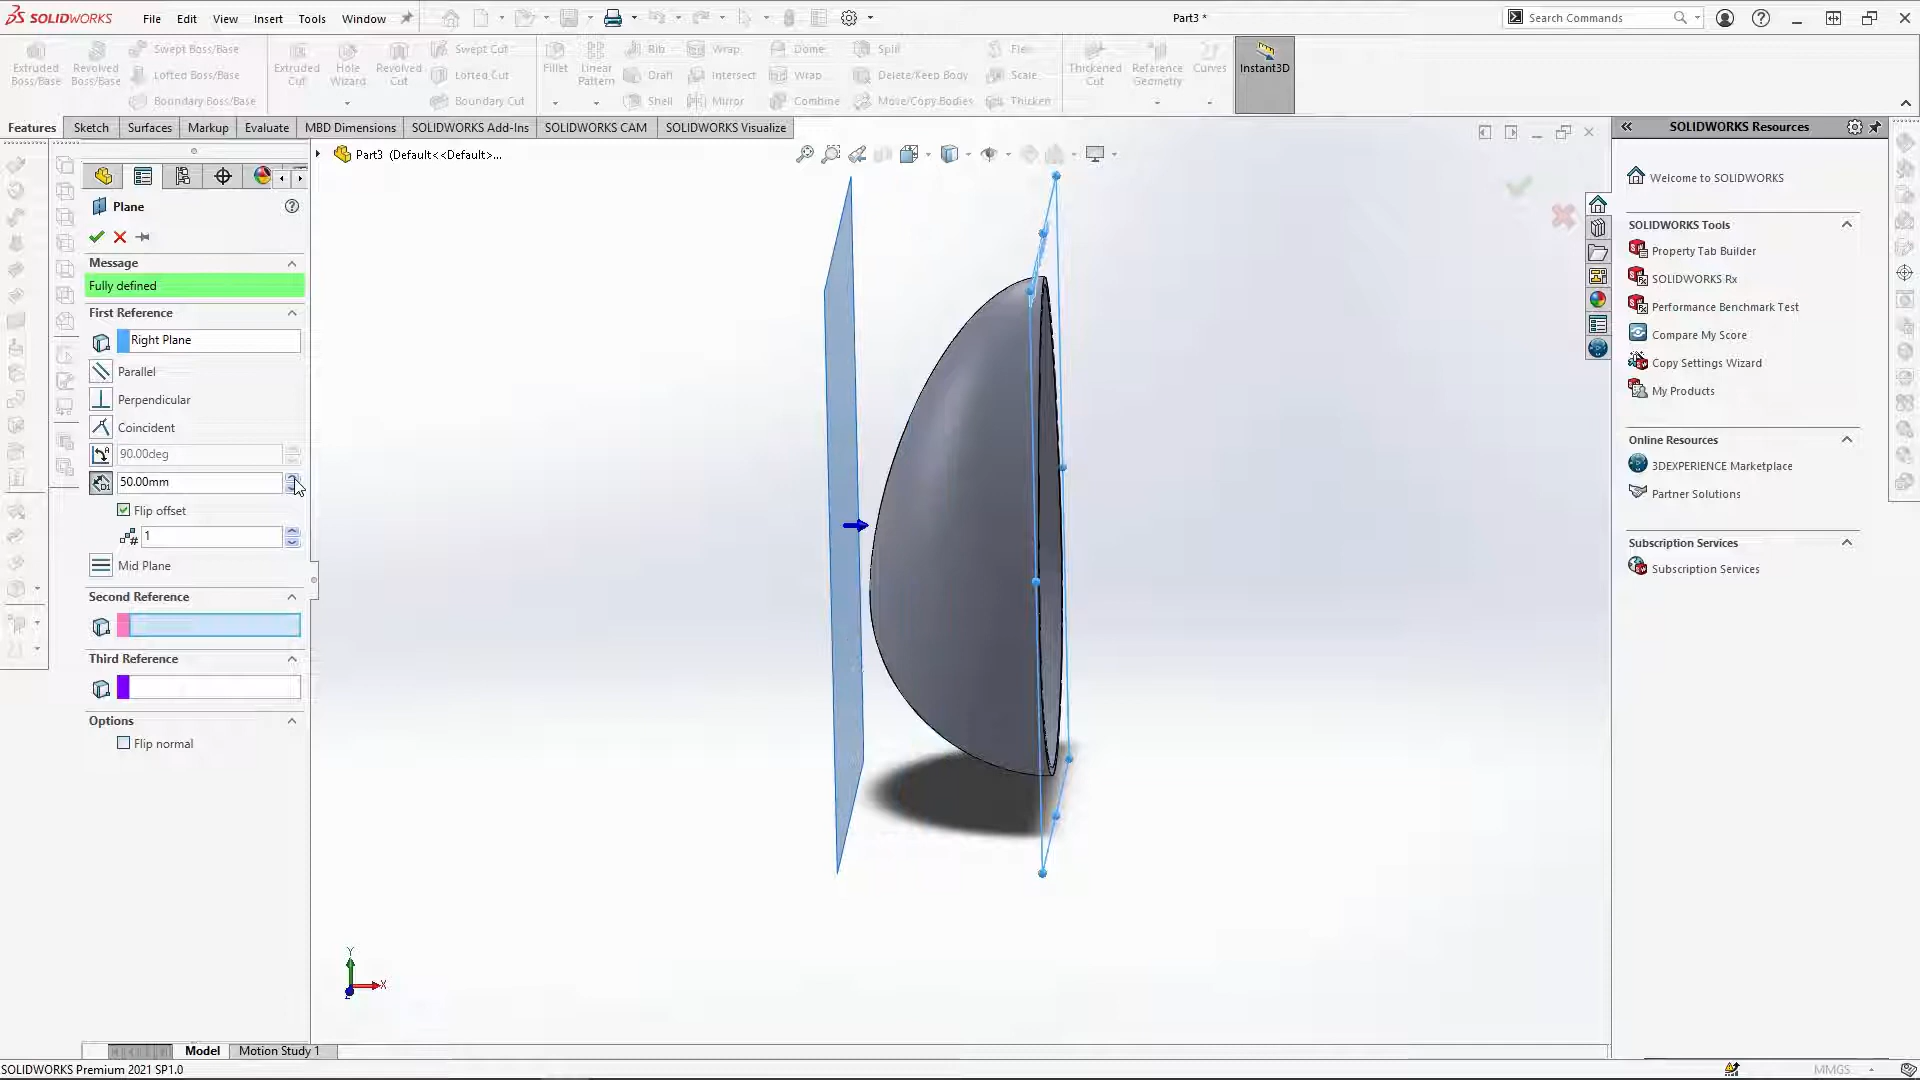 SOLIDWORKS
File Edit View Insert Tools Window
Part3 *
Search Commands
Extruded Boss/Base
Revolved Boss/Base
Swept Boss/Base
Lofted Boss/Base
Boundary Boss/Base
Extruded Cut
Hole Wizard
Revolved Cut
Swept Cut
Lofted Cut
Boundary Cut
Fillet
Linear Pattern
Rib
Draft
Shell
Wrap
Intersect
Mirror
Dome
Wrap
Combine
Split
Delete/Keep Body
Move/Copy Bodies
Flex
Scale
Thicken
Thickened Cut
Reference Geometry
Curves
Instant3D
Features Sketch Surfaces Markup Evaluate MBD Dimensions SOLIDWORKS Add-Ins SOLIDWORKS CAM SOLIDWORKS Visualize
Part3 (Default<<Default>...
Plane
Message
Fully defined
First Reference
Right Plane
Parallel
Perpendicular
Coincident
90.00deg
50.00mm
Flip offset
1
Mid Plane
Second Reference
Third Reference
Options
Flip normal
Y
X
Z
SOLIDWORKS Resources
Welcome to SOLIDWORKS
SOLIDWORKS Tools
Property Tab Builder
SOLIDWORKS Rx
Performance Benchmark Test
Compare My Score
Copy Settings Wizard
My Products
Online Resources
3DEXPERIENCE Marketplace
Partner Solutions
Subscription Services
Subscription Services
Model Motion Study 1
SOLIDWORKS Premium 2021 SP1.0
MMGS